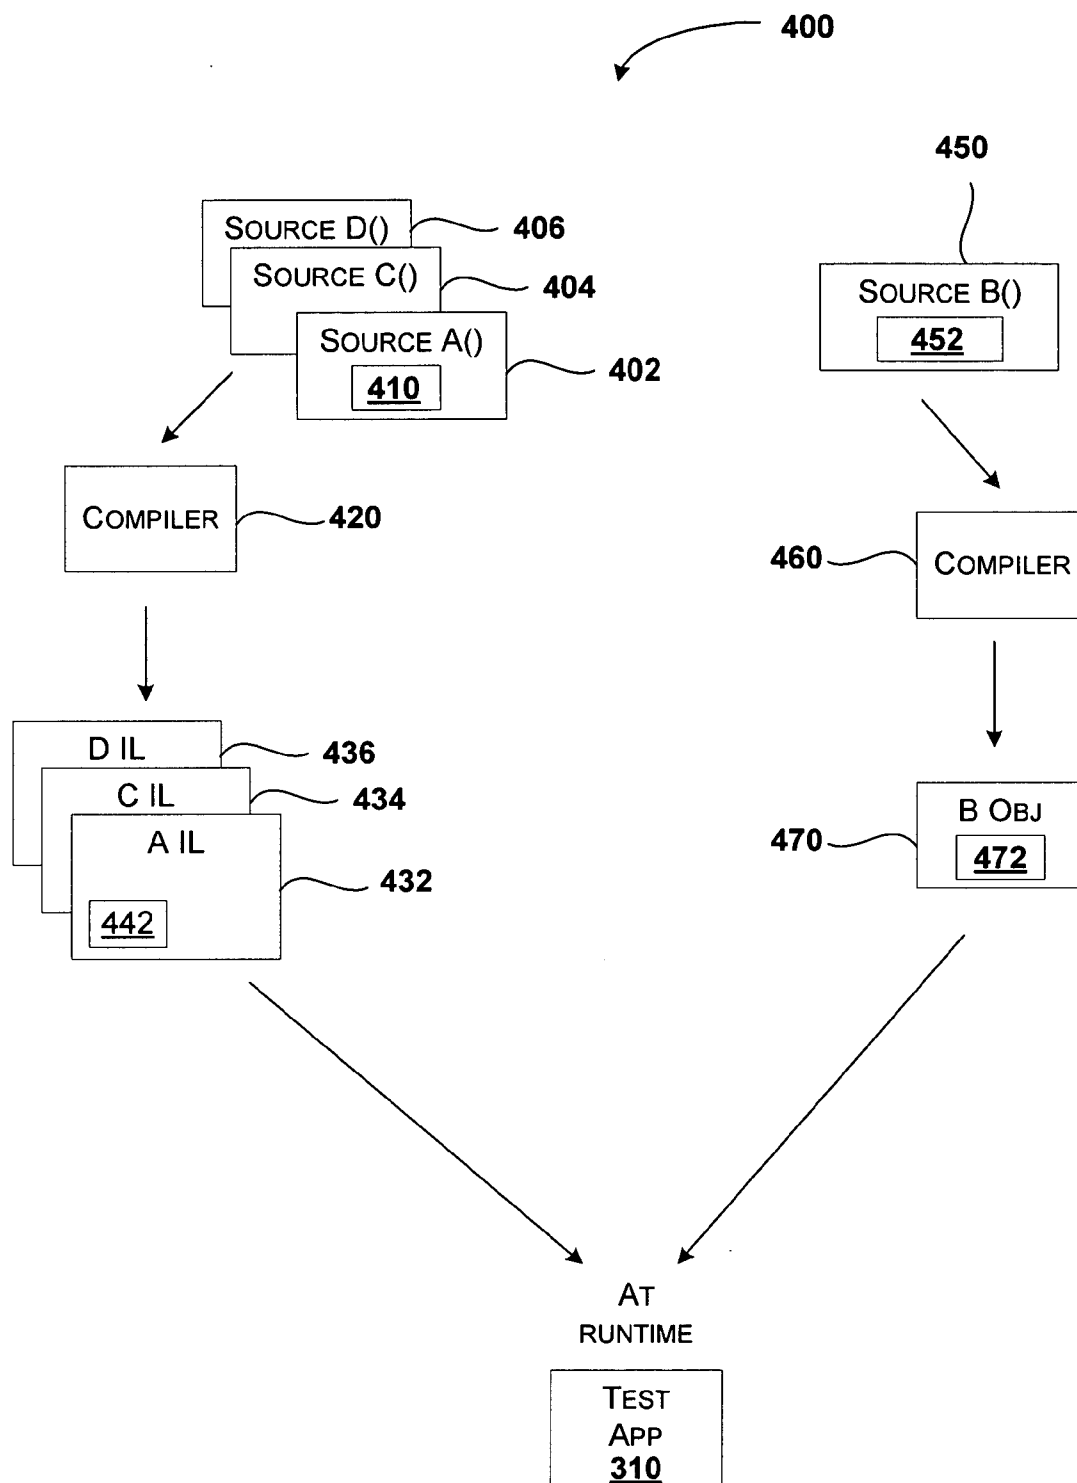 400
450
SOURCE D()
406
SOURCE C()
404
SOURCE A()
410
402
SOURCE B()
452
COMPILER
420
460
COMPILER
D IL
436
C IL
434
A IL
432
442
B OBJ
472
470
AT
RUNTIME
TEST
APP
310